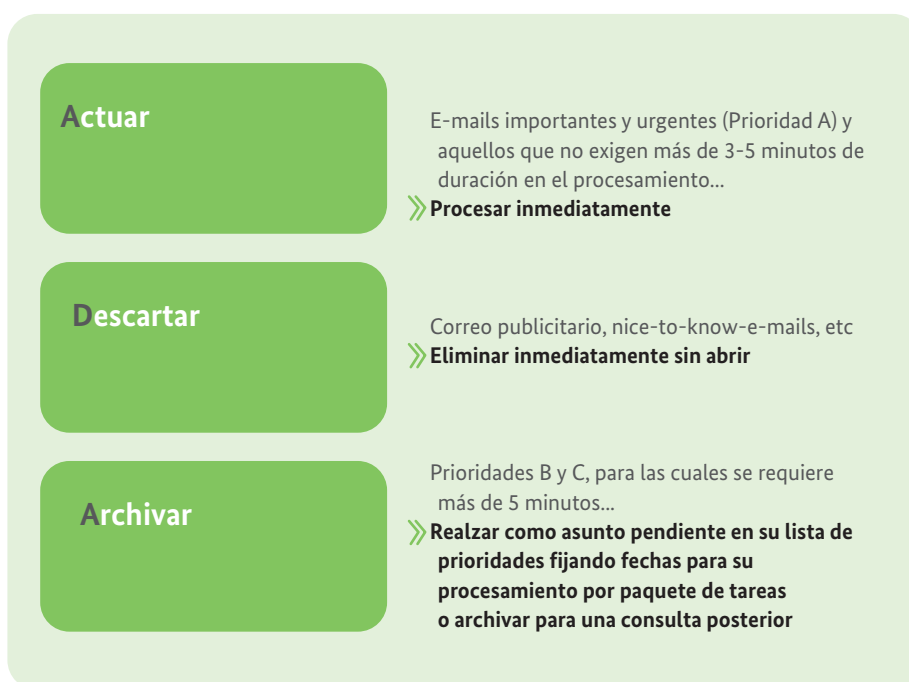 Actuar
E-mails importantes y urgentes (Prioridad A) y
aquellos que no exigen más de 3-5 minutos de
duración en el procesamiento...
Procesar inmediatamente
Descartar
Correo publicitario, nice-to-know-e-mails, etc
Eliminar inmediatamente sin abrir
Archivar
Prioridades B y C, para las cuales se requiere
más de 5 minutos...
Realzar como asunto pendiente en su lista de
prioridades fijando fechas para su
procesamiento por paquete de tareas
o archivar para una consulta posterior